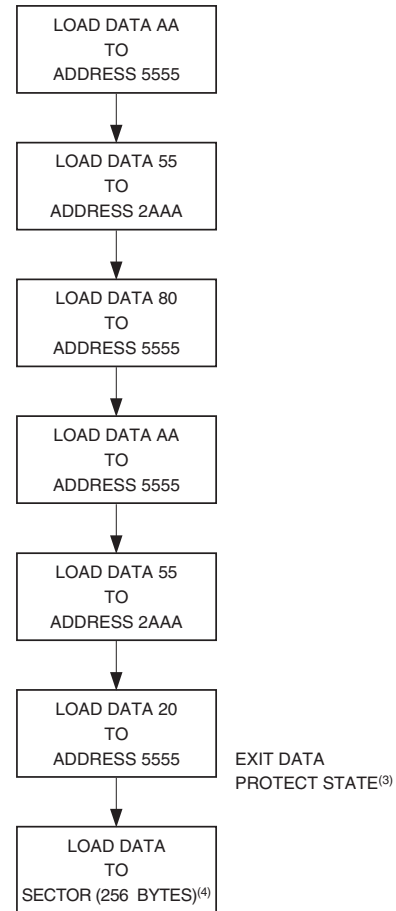 LOAD DATA AA
TO
ADDRESS 5555
LOAD DATA 55
TO
ADDRESS 2AAA
LOAD DATA 80
TO
ADDRESS 5555
LOAD DATA AA
TO
ADDRESS 5555
LOAD DATA 55
TO
ADDRESS 2AAA
LOAD DATA 20
TO
ADDRESS 5555
EXIT DATA
PROTECT STATE(3)
LOAD DATA
TO
SECTOR (256 BYTES)(4)